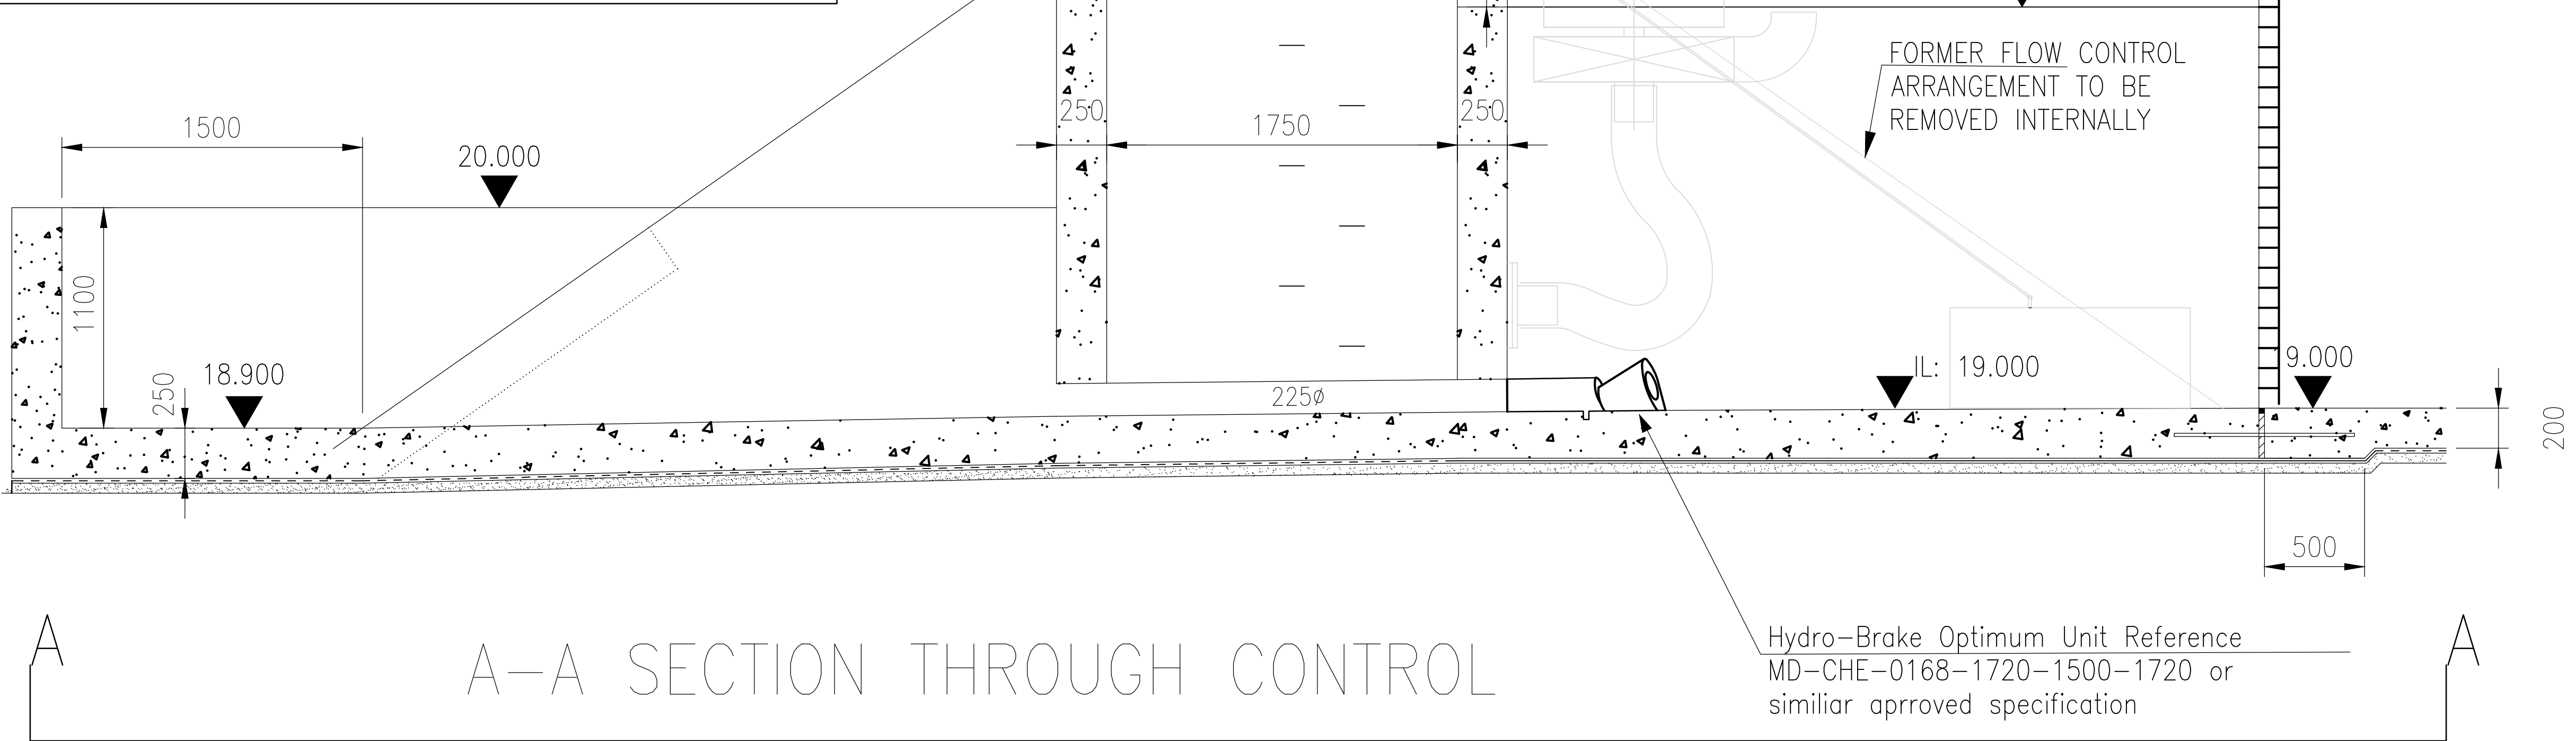 FORMER FLOW CONTROL
ARRANGEMENT TO BE
REMOVED INTERNALLY
1500
20.000
250
1750
250
1100
250
18.900
225ø
IL: 19.000
9.000
200
500
A
A-A SECTION THROUGH CONTROL
A
Hydro-Brake Optimum Unit Reference
MD-CHE-0168-1720-1500-1720 or
similiar aprroved specification